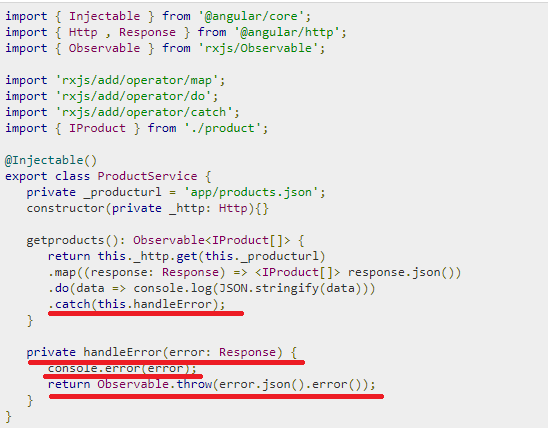 import { Injectable } from '@angular/core';
import { Http , Response } from '@angular/http';
import { Observable } from 'rxjs/Observable';
import 'rxjs/add/operator/map';
import 'rxjs/add/operator/do';
import 'rxjs/add/operator/catch';
import { IProduct } from './product';
@Injectable()
export class ProductService {
private _producturl = 'app/products.json';
constructor(private _http: Http){}
getproducts(): Observable<IProduct[]> {
return this._http.get(this._producturl)
.map((response: Response) => <IProduct[]> response.json())
.do(data => console.log(JSON.stringify(data)))
.catch(this.handleError);
}
private handleError(error: Response) {
console.error(error);
return Observable.throw(error.json().error());
}
}